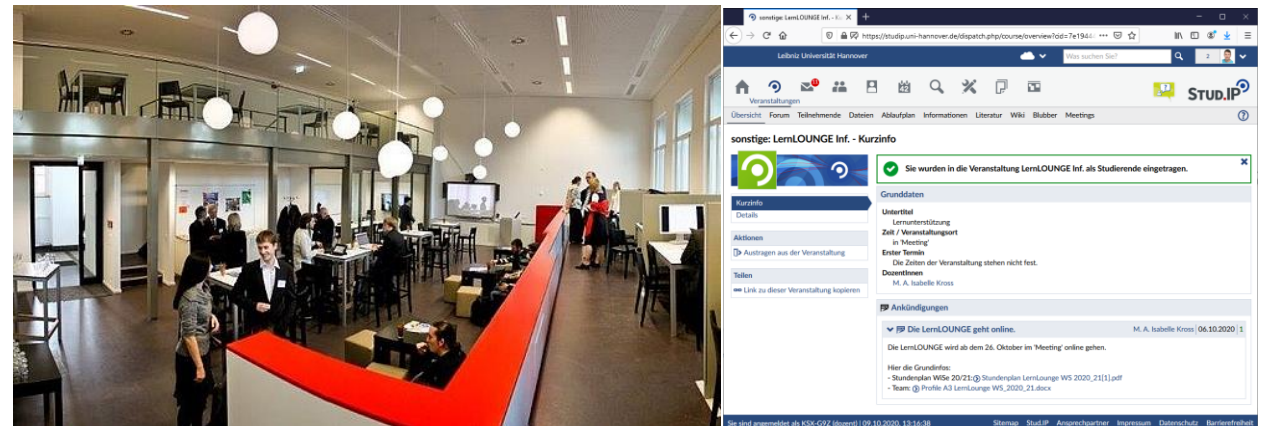 sonstige: LernLOUNGE Inf. - Ku
https://studip.uni-hannover.de/dispatch.php/course/overview?cid=7e1944
Leibniz Universität Hannover
Was suchen Sie?
2
13
Veranstaltungen
STUD.IP
Übersicht Forum Teilnehmende Dateien Ablaufplan Informationen Literatur Wiki Blubber Meetings
sonstige: LernLOUNGE Inf. - Kurzinfo
Kurzinfo
Details
Aktionen
Austragen aus der Veranstaltung
Teilen
Link zu dieser Veranstaltung kopieren
Sie wurden in die Veranstaltung LernLOUNGE Inf. als Studierende eingetragen.
Grunddaten
Untertitel
Lernunterstützung
Zeit / Veranstaltungsort
in 'Meeting'
Erster Termin
Die Zeiten der Veranstaltung stehen nicht fest.
DozentInnen
M. A. Isabelle Kross
Ankündigungen
Die LernLOUNGE geht online. M. A. Isabelle Kross 06.10.2020 1
Die LernLOUNGE wird ab dem 26. Oktober im 'Meeting' online gehen.
Hier die Grundinfos:
- Stundenplan WiSe 20/21: Stundenplan LernLounge WS 2020_21[1].pdf
- Team: Profile A3 LernLounge WS_2020_21.docx
Sie sind angemeldet als KSX-G9Z (dozent) | 09.10.2020, 13:16:38 Sitemap Stud.IP Ansprechpartner Impressum Datenschutz Barrierefreiheit